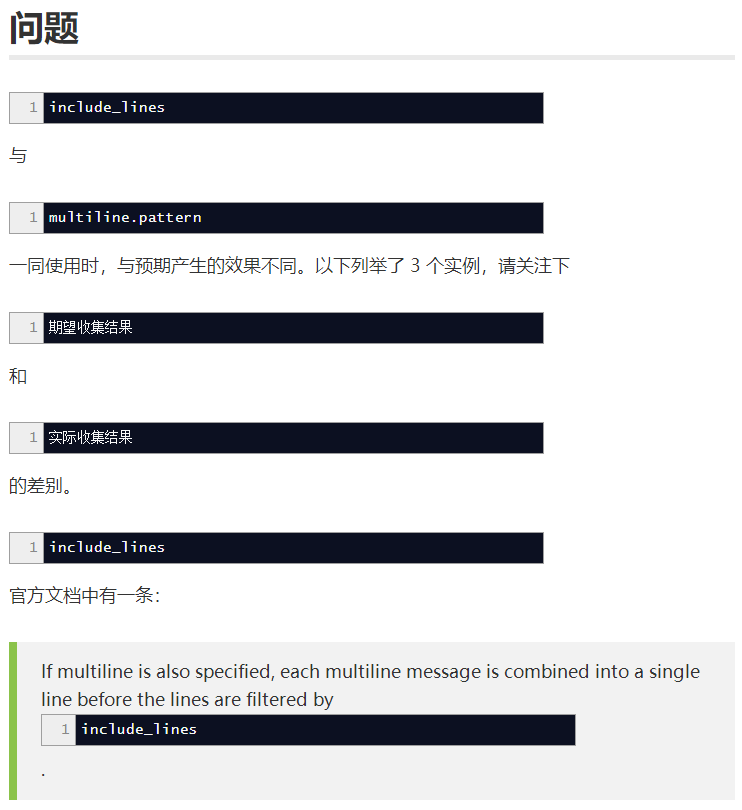 问题
1 include_lines
与
1 multiline.pattern
一同使用时，与预期产生的效果不同。以下列举了 3 个实例，请关注下
1 期望收集结果
和
1 实际收集结果
的差别。
1 include_lines
官方文档中有一条：
If multiline is also specified, each multiline message is combined into a single
line before the lines are filtered by
1 include_lines
.